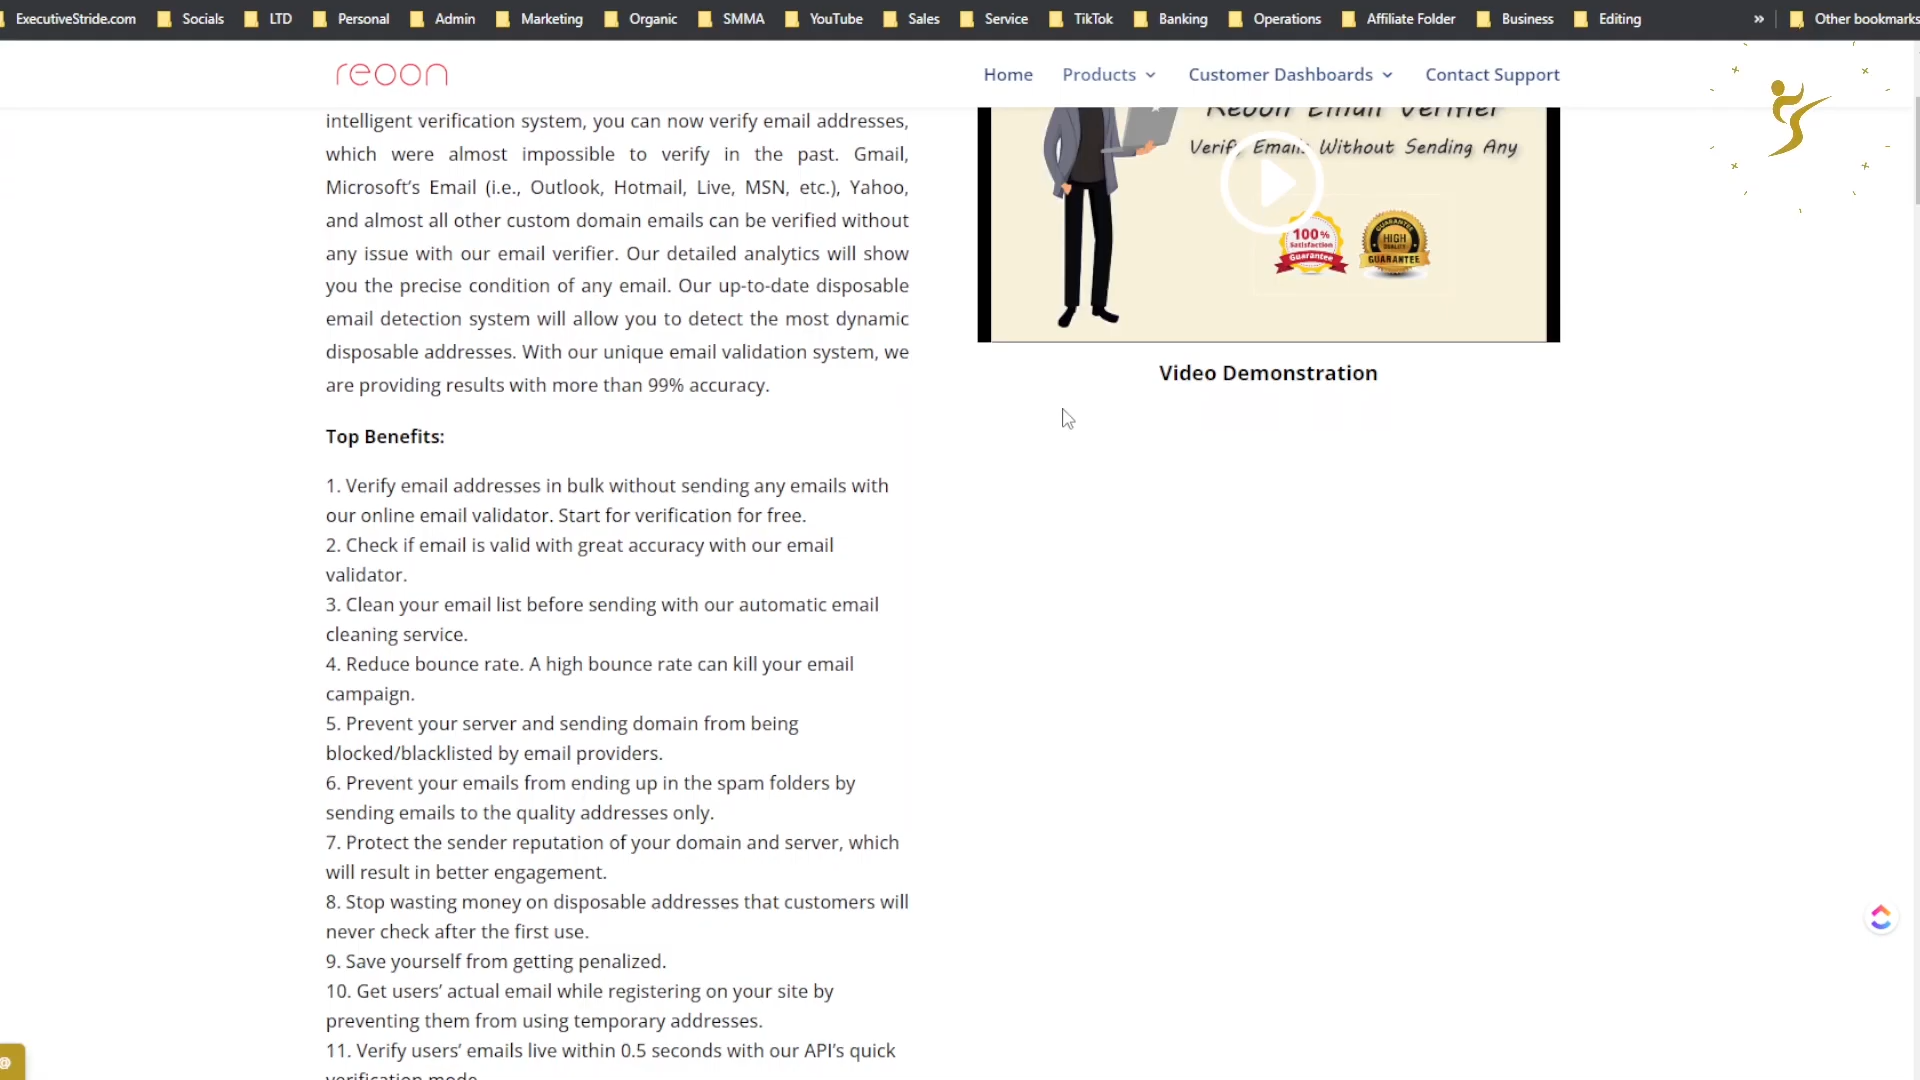 ExecutiveStride.com Socials LTD Personal Admin Marketing Organic SMMA YouTube Sales Service TikTok Banking Operations Affiliate Folder Business Editing » Other bookmarks
reoon Home Products Customer Dashboards Contact Support
intelligent verification system, you can now verify email addresses,
which were almost impossible to verify in the past. Gmail,
Microsoft’s Email (i.e., Outlook, Hotmail, Live, MSN, etc.), Yahoo,
and almost all other custom domain emails can be verified without
any issue with our email verifier. Our detailed analytics will show
you the precise condition of any email. Our up-to-date disposable
email detection system will allow you to detect the most dynamic
disposable addresses. With our unique email validation system, we
are providing results with more than 99% accuracy.
Top Benefits:
1. Verify email addresses in bulk without sending any emails with
our online email validator. Start for verification for free.
2. Check if email is valid with great accuracy with our email
validator.
3. Clean your email list before sending with our automatic email
cleaning service.
4. Reduce bounce rate. A high bounce rate can kill your email
campaign.
5. Prevent your server and sending domain from being
blocked/blacklisted by email providers.
6. Prevent your emails from ending up in the spam folders by
sending emails to the quality addresses only.
7. Protect the sender reputation of your domain and server, which
will result in better engagement.
8. Stop wasting money on disposable addresses that customers will
never check after the first use.
9. Save yourself from getting penalized.
10. Get users’ actual email while registering on your site by
preventing them from using temporary addresses.
11. Verify users’ emails live within 0.5 seconds with our API’s quick
verification mode
Reoon Email Verifier
Verify Emails Without Sending Any
100%
Satisfaction
Guarantee
GUARANTEE
HIGH
QUALITY
GUARANTEE
Video Demonstration